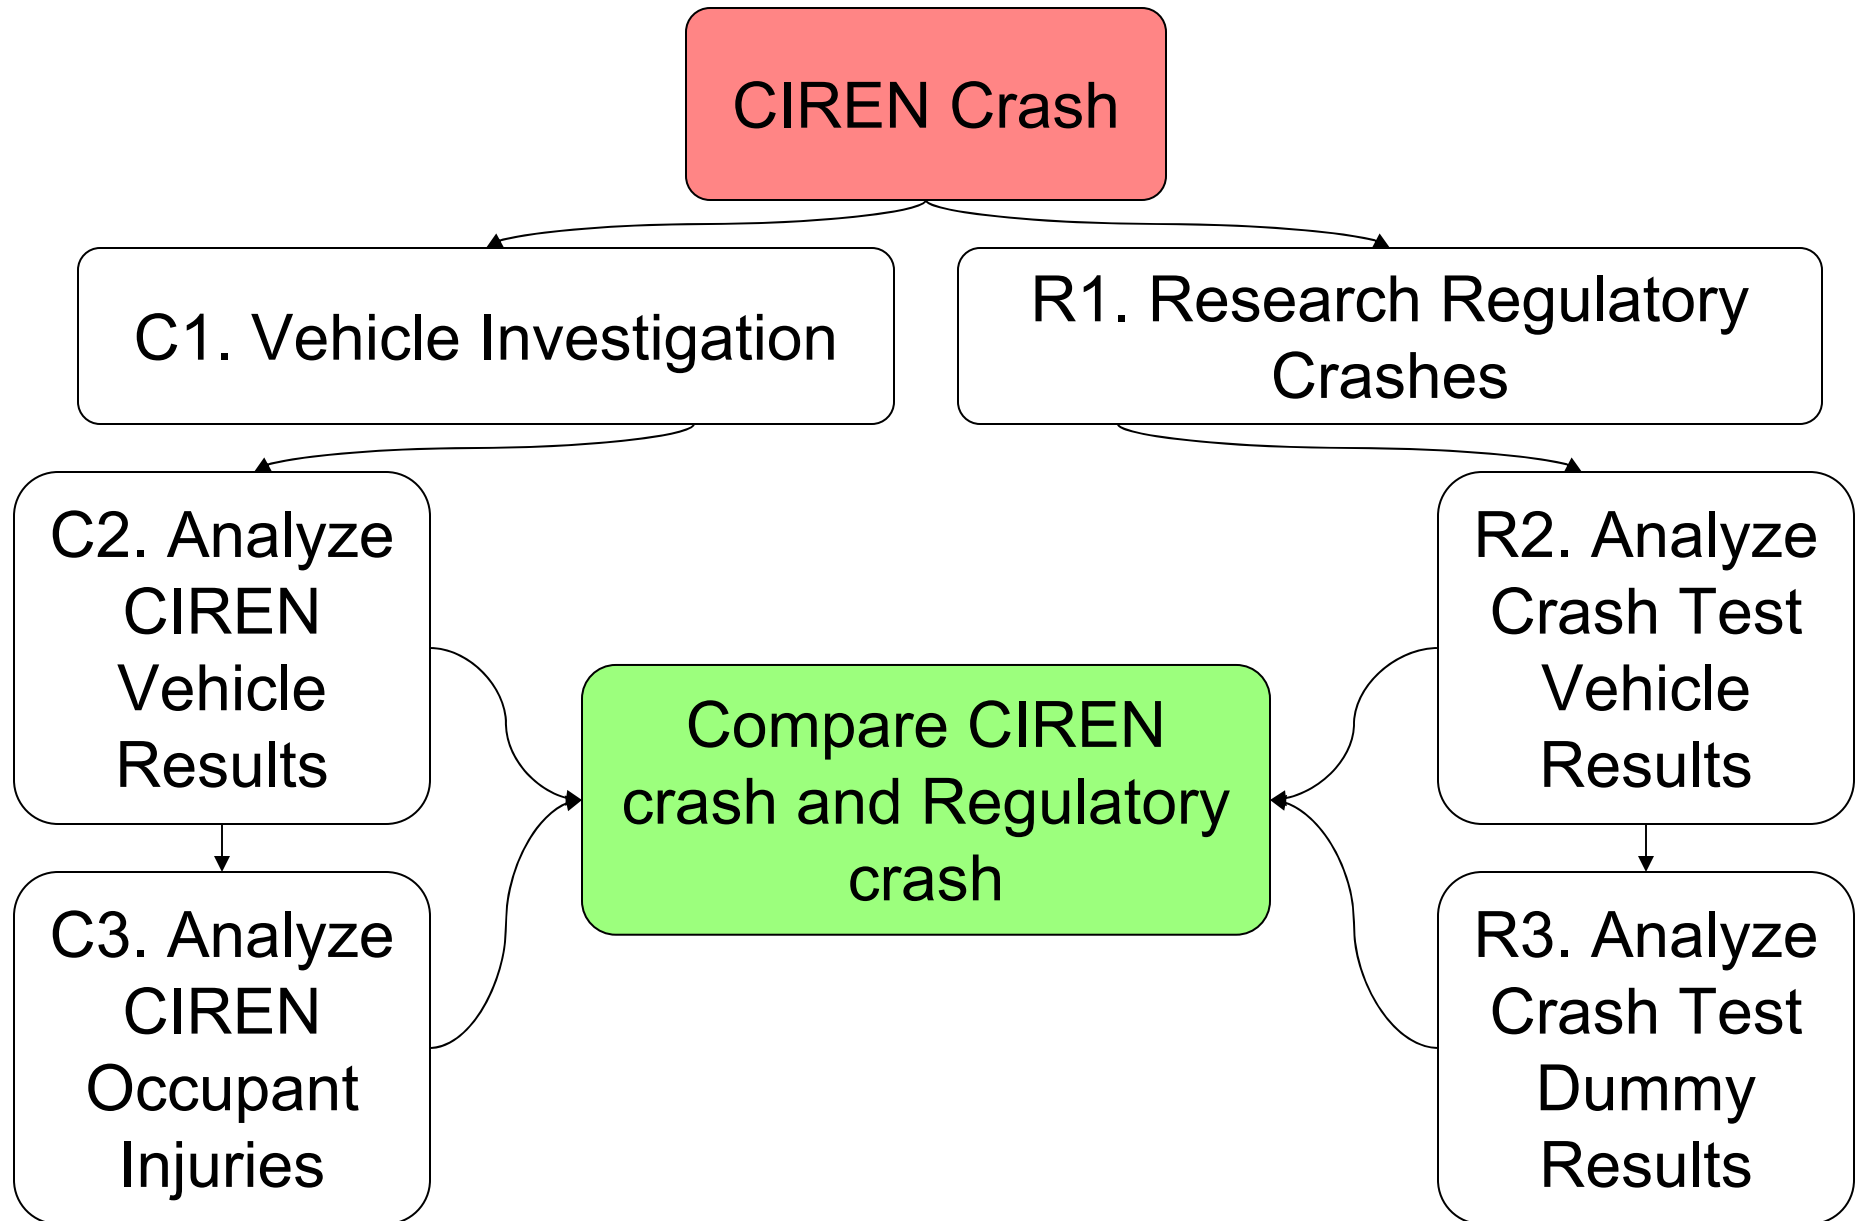 CIREN Crash
C1. Vehicle Investigation
R1. Research Regulatory
Crashes
C2. Analyze
CIREN
Vehicle
Results
R2. Analyze
Crash Test
Vehicle
Results
Compare CIREN
crash and Regulatory
crash
C3. Analyze
CIREN
Occupant
Injuries
R3. Analyze
Crash Test
Dummy
Results